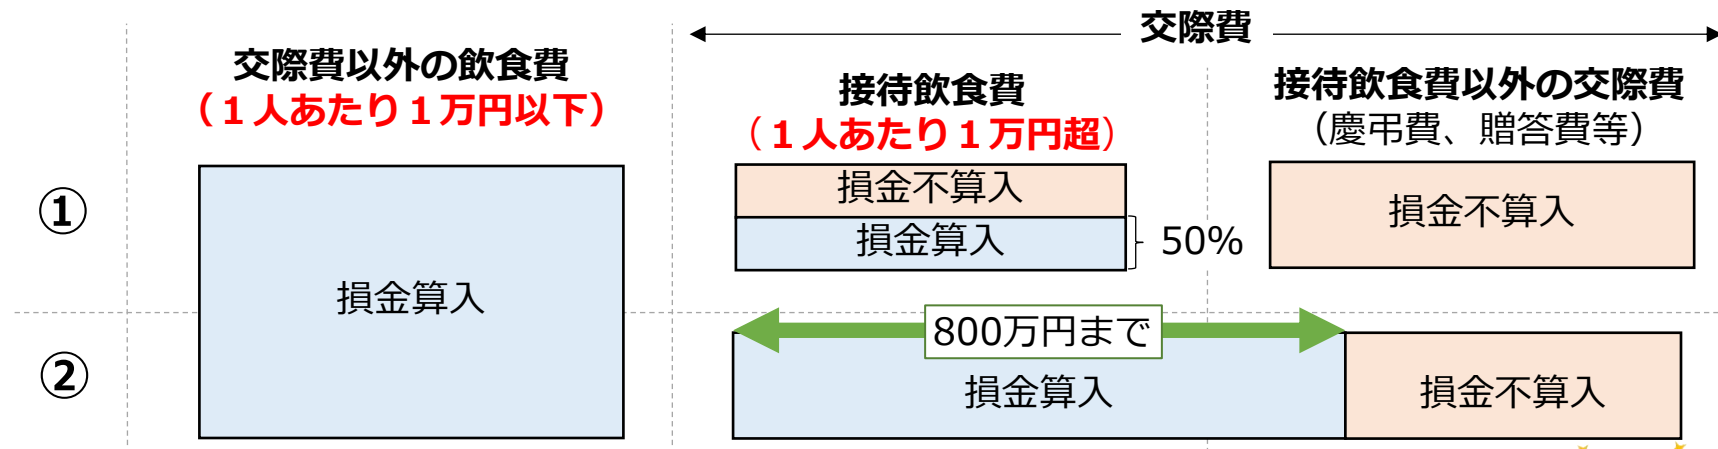 交際費
交際費以外の飲食費
（１人あたり１万円以下）
接待飲食費
（１人あたり１万円超）
接待飲食費以外の交際費
（慶弔費、贈答費等）
①
損金算入
損金不算入
損金算入
50%
損金不算入
②
800万円まで
損金算入
損金不算入